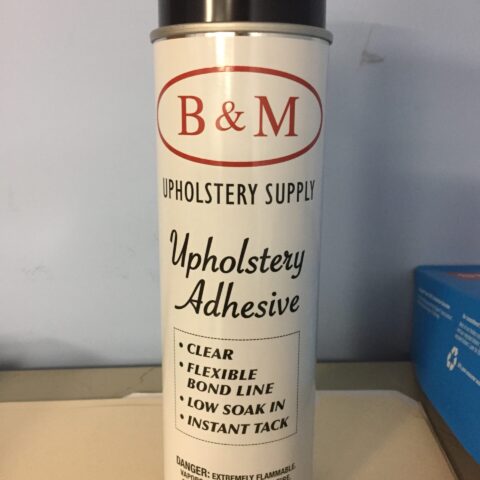 B & M
UPHOLSTERY SUPPLY
Upholstery
Adhesive
• CLEAR
• FLEXIBLE
BOND LINE
• LOW SOAK IN
• INSTANT TACK
DANGER: EXTREMELY FLAMMABLE.